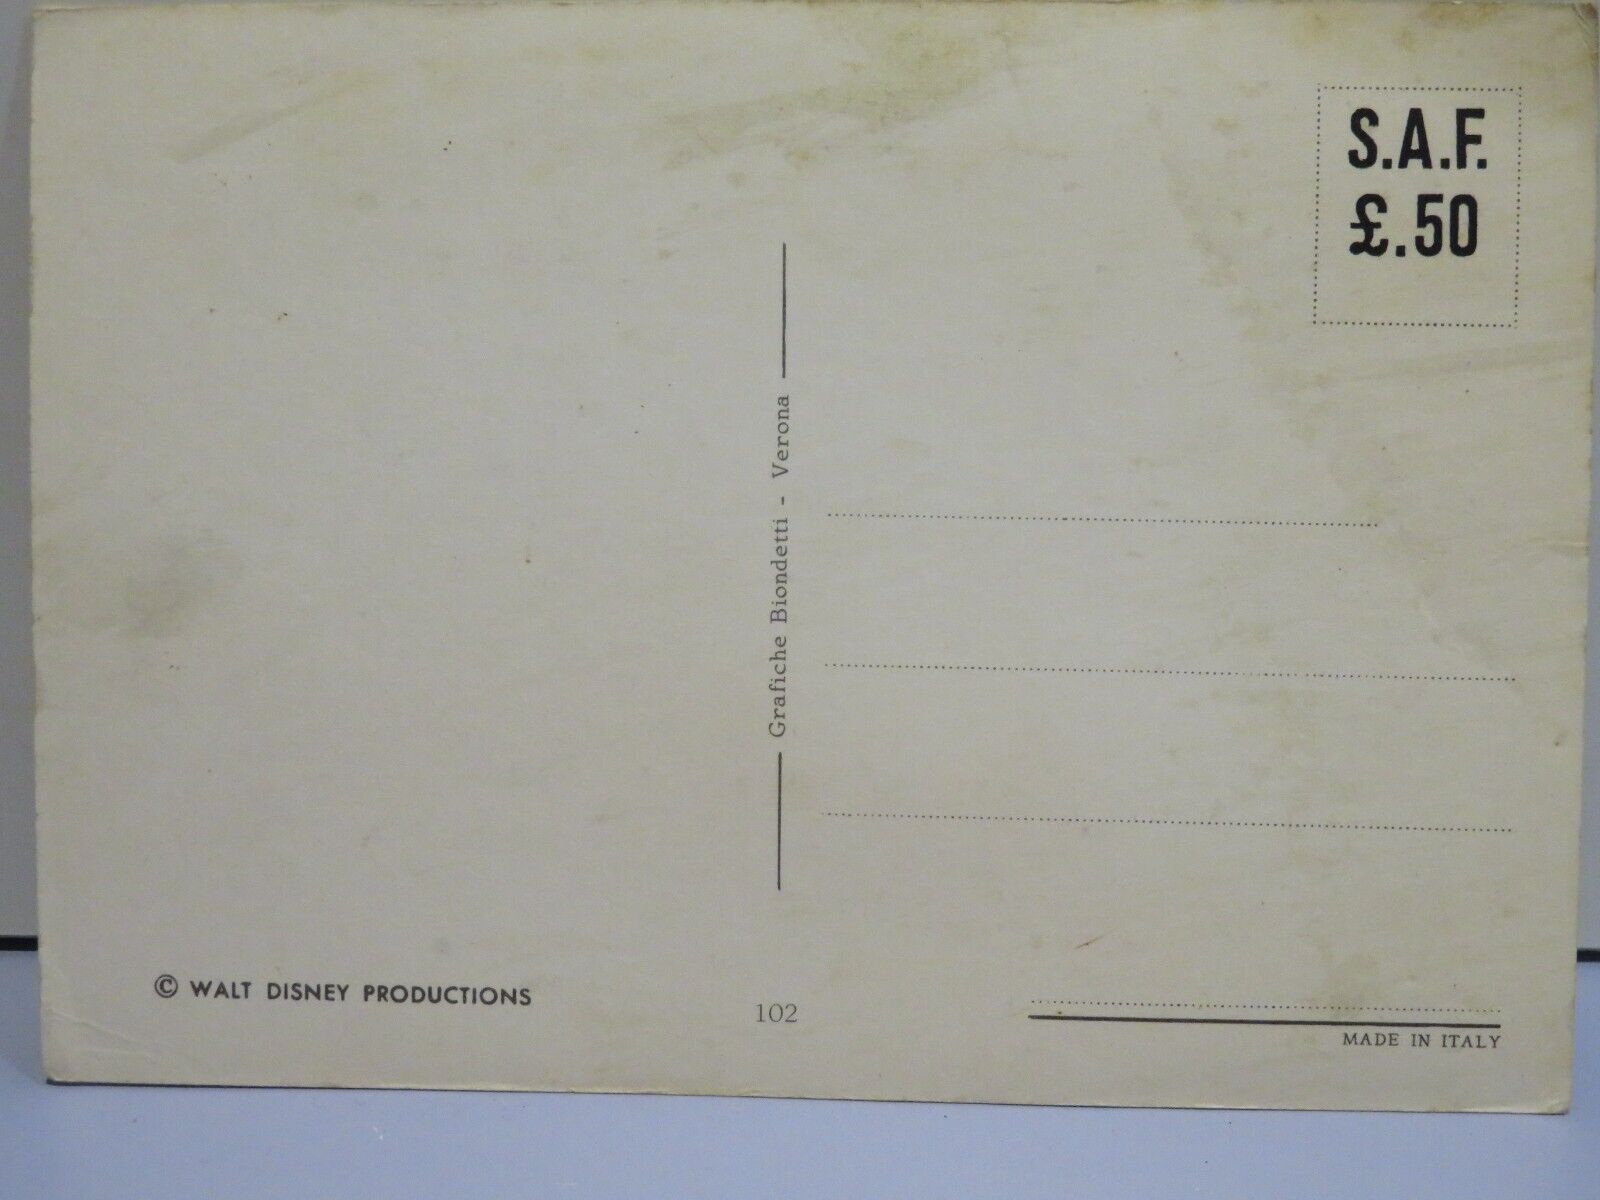 S.A.F.
£.50
Grafiche Biondetti - Verona
© WALT DISNEY PRODUCTIONS
102
MADE IN ITALY